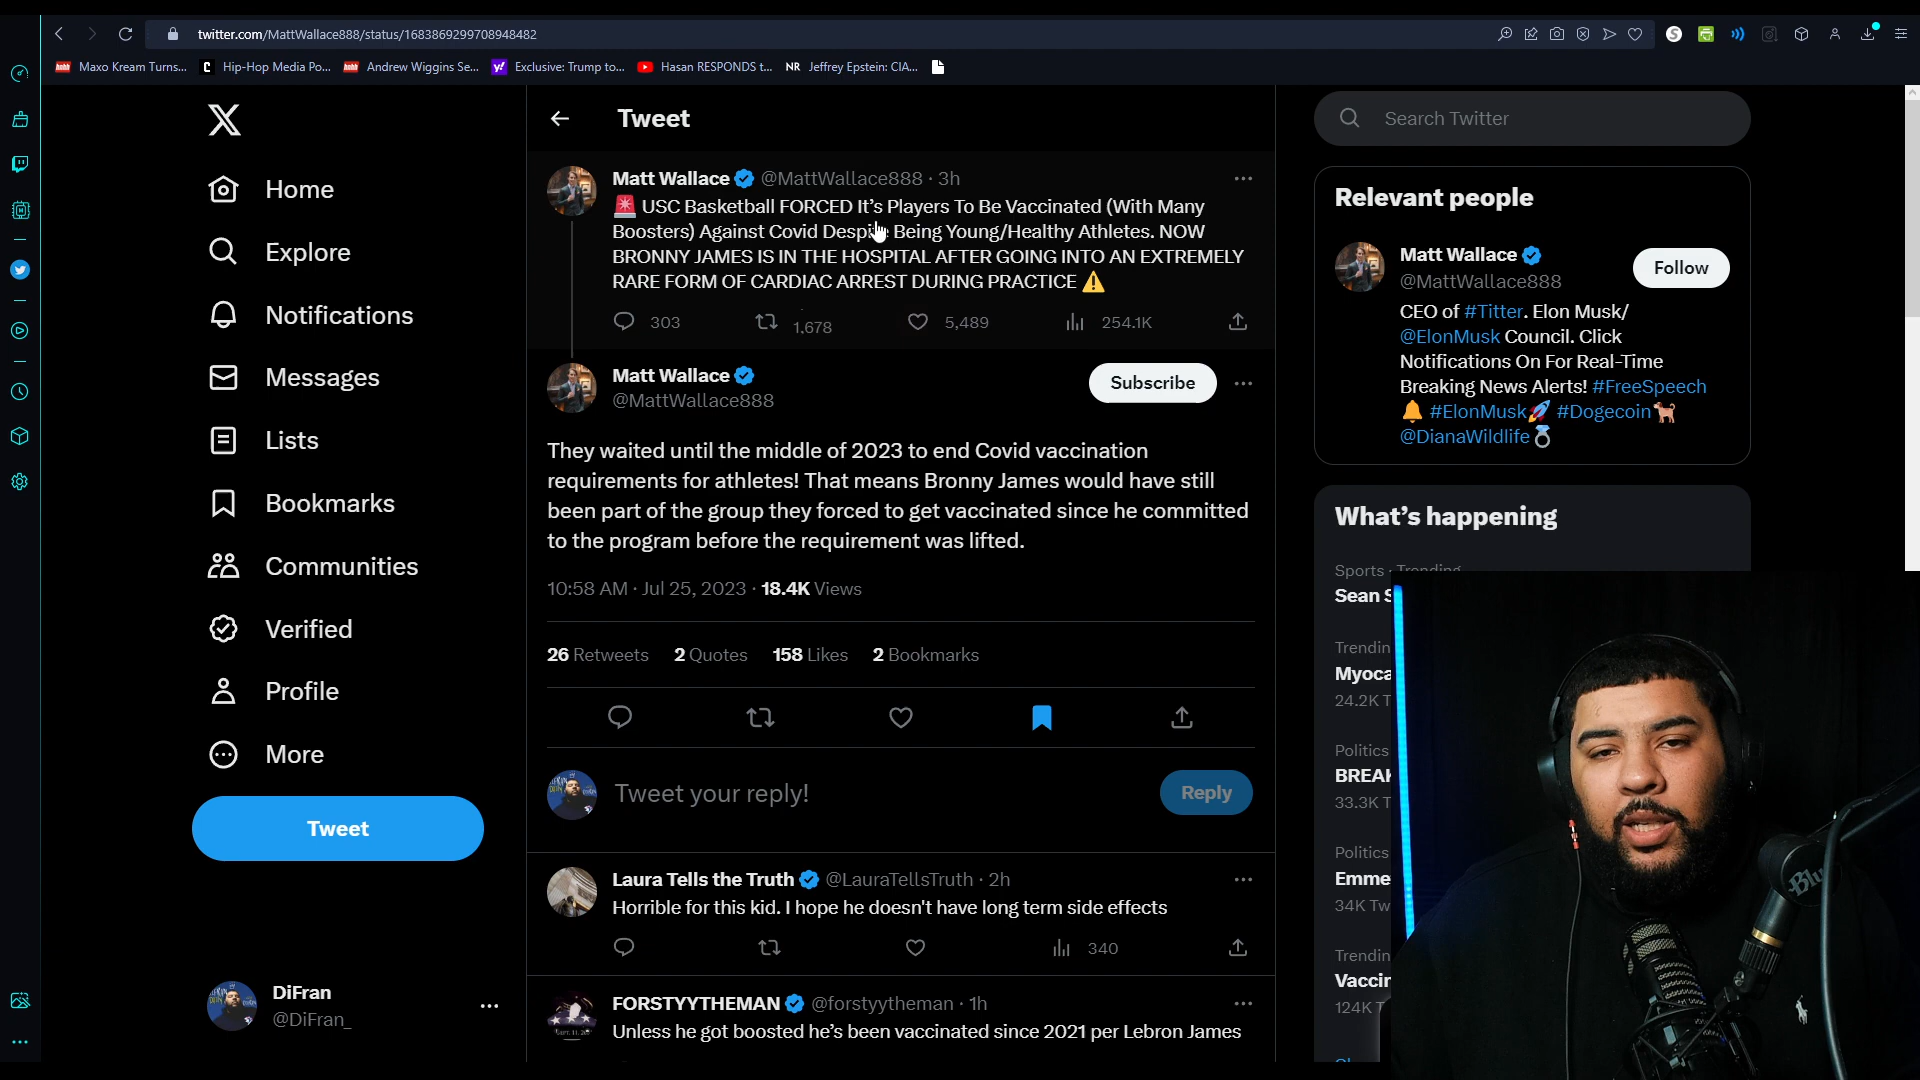 twitter.com/MattWallace888/status/1683869299708948482
Maxo Kream Turns... Hip-Hop Media Po... Andrew Wiggins Se... Exclusive: Trump to... Hasan RESPONDS t... NR Jeffrey Epstein: CIA...
X
Home
Explore
Notifications
Messages
Lists
Bookmarks
Communities
Verified
Profile
More
Tweet
DiFran
@DiFran_
Tweet
Matt Wallace @MattWallace888 · 3h
🚨 USC Basketball FORCED It’s Players To Be Vaccinated (With Many
Boosters) Against Covid Despite Being Young/Healthy Athletes. NOW
BRONNY JAMES IS IN THE HOSPITAL AFTER GOING INTO AN EXTREMELY
RARE FORM OF CARDIAC ARREST DURING PRACTICE ⚠️
303 1,678 5,489 254.1K
Matt Wallace
@MattWallace888
Subscribe
They waited until the middle of 2023 to end Covid vaccination
requirements for athletes! That means Bronny James would have still
been part of the group they forced to get vaccinated since he committed
to the program before the requirement was lifted.
10:58 AM · Jul 25, 2023 · 18.4K Views
26 Retweets 2 Quotes 158 Likes 2 Bookmarks
Tweet your reply!
Reply
Laura Tells the Truth @LauraTellsTruth · 2h
Horrible for this kid. I hope he doesn't have long term side effects
340
FORSTYYTHEMAN @forstyytheman · 1h
Unless he got boosted he’s been vaccinated since 2021 per Lebron James
Search Twitter
Relevant people
Matt Wallace
@MattWallace888
Follow
CEO of #Titter. Elon Musk/
@ElonMusk Council. Click
Notifications On For Real-Time
Breaking News Alerts! #FreeSpeech
🔔 #ElonMusk🚀 #Dogecoin🐕
@DianaWildlife💍
What’s happening
Sports · Trending
Sean S
Trendin
Myoca
24.2K T
Politics
BREAK
33.3K T
Politics
Emme
34K Tw
Trendin
Vaccin
124K T
Blue